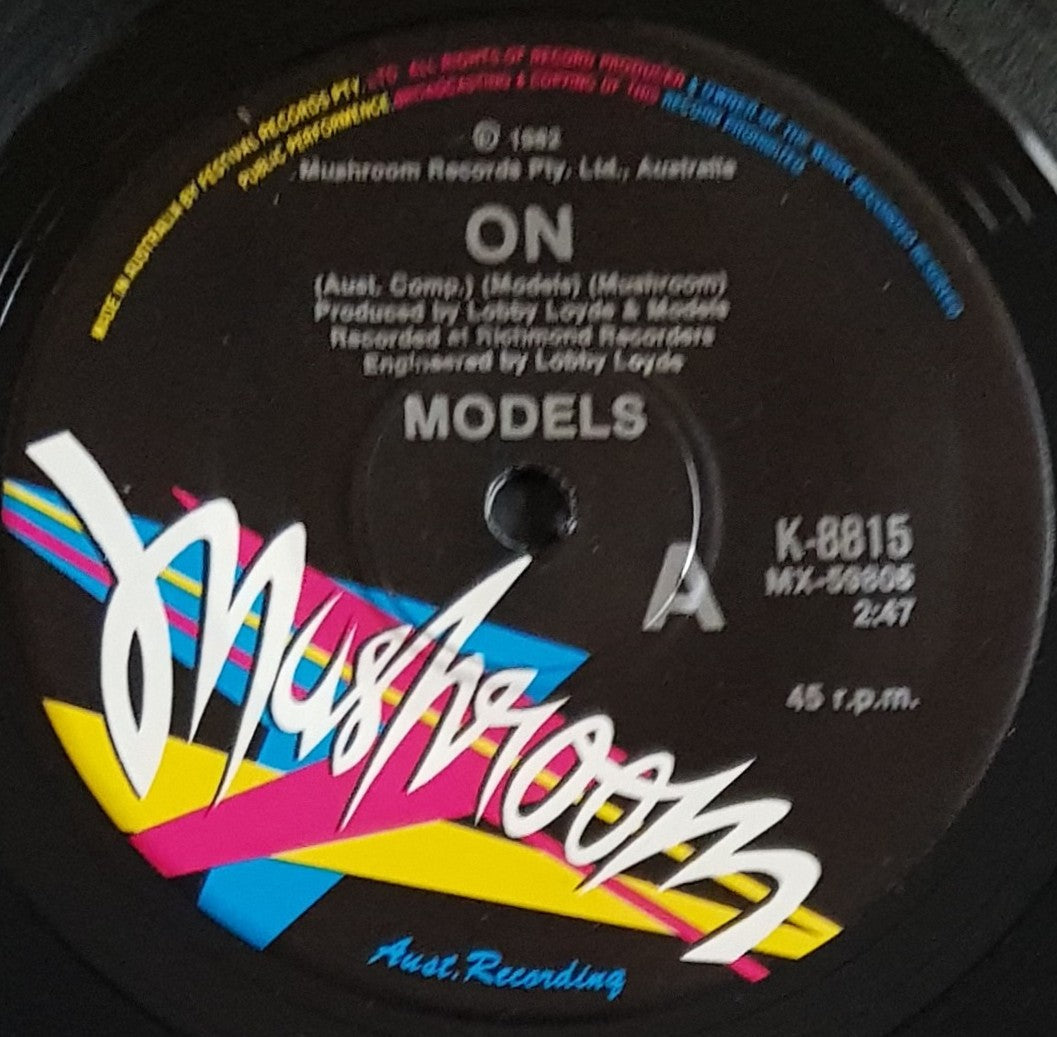 MADE IN AUSTRALIA BY FESTIVAL RECORDS PTY. LTD ALL RIGHTS OF RECORD PRODUCER & OWNER OF THE WORK RECORDED RESERVED
PUBLIC PERFORMENCE BROADCASTING & COPYING OF THIS RECORD PROHIBITED
© 1982
Mushroom Records Pty. Ltd., Australia
ON
(Aust. Comp.) (Models) (Mushroom)
Produced by Lobby Loyde & Models
Recorded at Richmond Recorders
Engineered by Lobby Loyde
MODELS
A
K-8815
2:47
45 r.p.m.
Mushroom
Aust. Recording